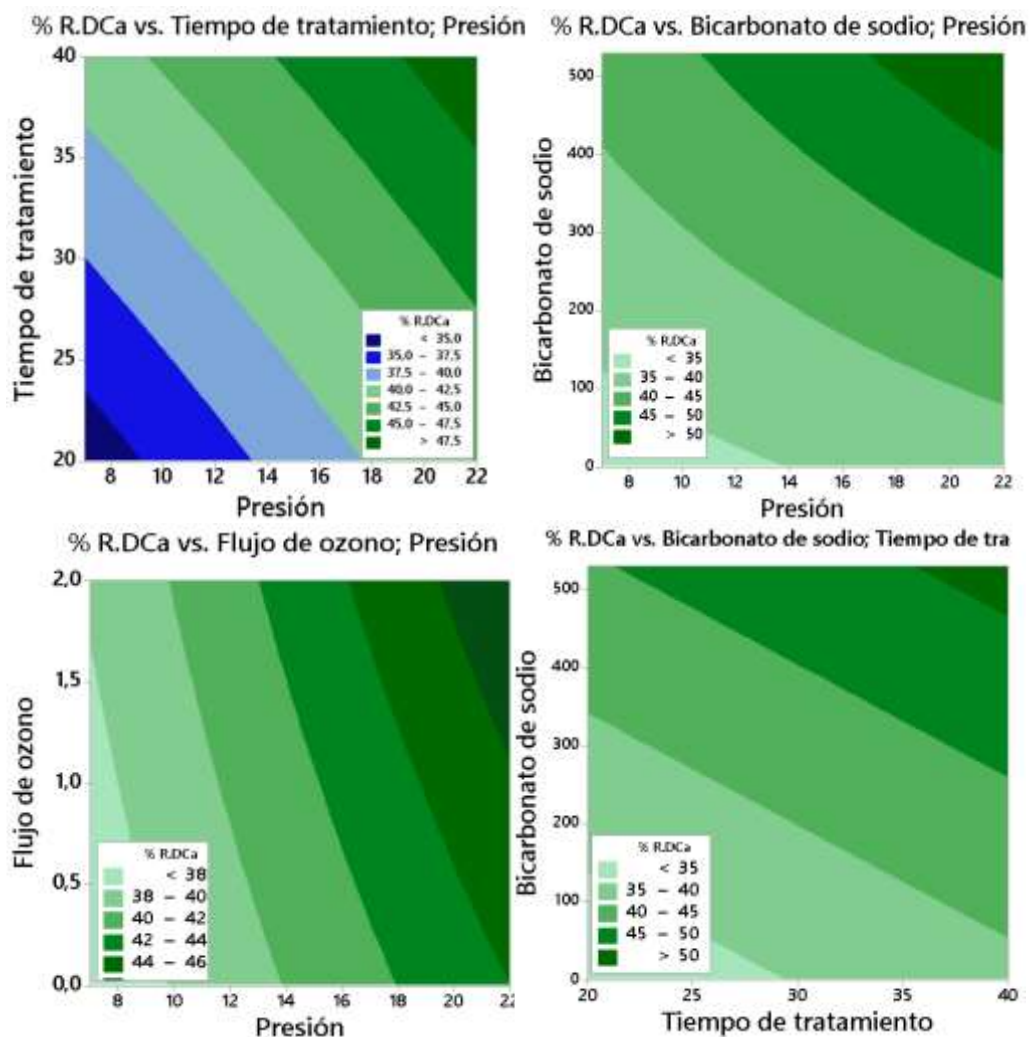 % R.DCa vs. Tiempo de tratamiento; Presión
Tiempo de tratamiento
40
35
30
25
20
8 10 12 14 16 18 20 22
Presión
% R.DCa
< 35.0
35.0 – 37.5
37.5 – 40.0
40.0 – 42.5
42.5 – 45.0
45.0 – 47.5
> 47.5
% R.DCa vs. Bicarbonato de sodio; Presión
Bicarbonato de sodio
500
400
300
200
100
0
8 10 12 14 16 18 20 22
Presión
% R.DCa
< 35
35 – 40
40 – 45
45 – 50
> 50
% R.DCa vs. Flujo de ozono; Presión
Flujo de ozono
2,0
1,5
1,0
0,5
0,0
8 10 12 14 16 18 20 22
Presión
% R.DCa
< 38
38 – 40
40 – 42
42 – 44
44 – 46
% R.DCa vs. Bicarbonato de sodio; Tiempo de tra
Bicarbonato de sodio
500
400
300
200
100
0
20 25 30 35 40
Tiempo de tratamiento
% R.DCa
< 35
35 – 40
40 – 45
45 – 50
> 50